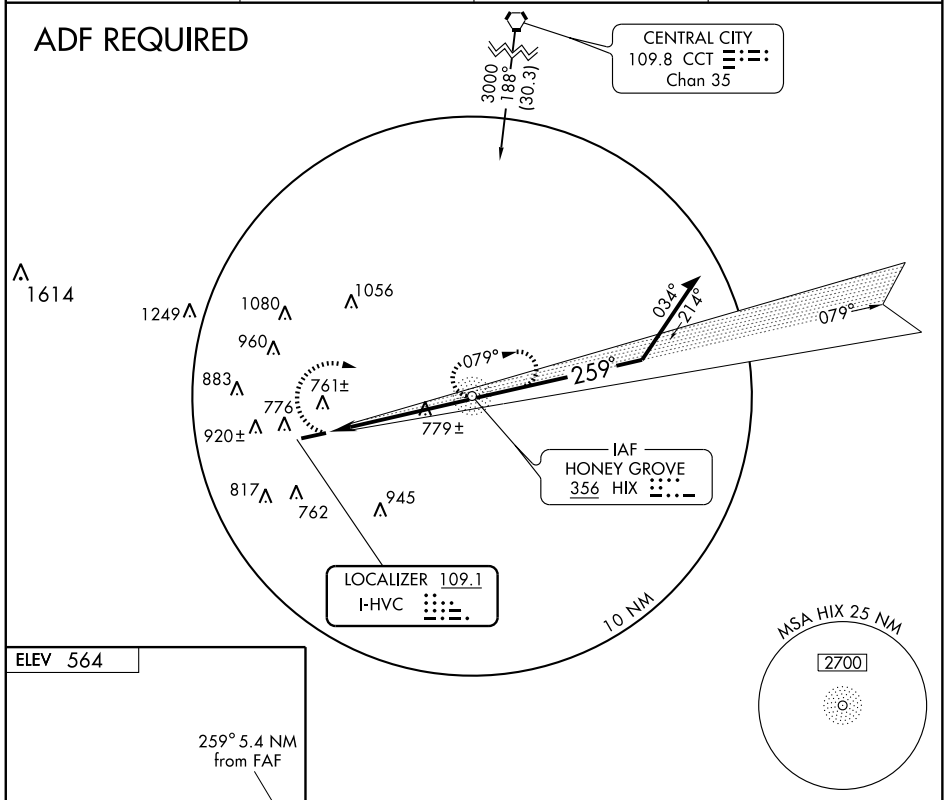 ADF REQUIRED
CENTRAL CITY
109.8 CCT
Chan 35
3000
188°
(30.3)
1614
1249
1080
1056
960
034°
214°
079°
079°
259°
883
761±
776
920±
779±
IAF
HONEY GROVE
356 HIX
817
762
945
LOCALIZER 109.1
I-HVC
10 NM
MSA HIX 25 NM
2700
ELEV 564
259° 5.4 NM
from FAF